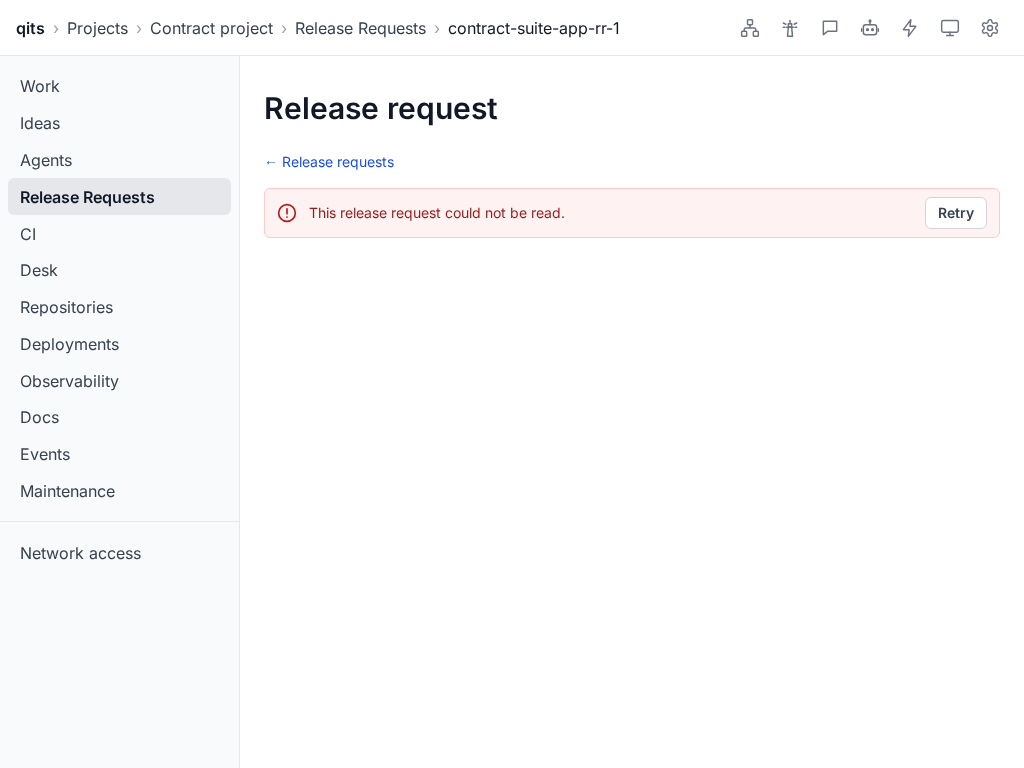 qits › Projects › Contract project › Release Requests › contract-suite-app-rr-1
Work
Ideas
Agents
Release Requests
CI
Desk
Repositories
Deployments
Observability
Docs
Events
Maintenance
Network access
Release request
← Release requests
This release request could not be read.
Retry